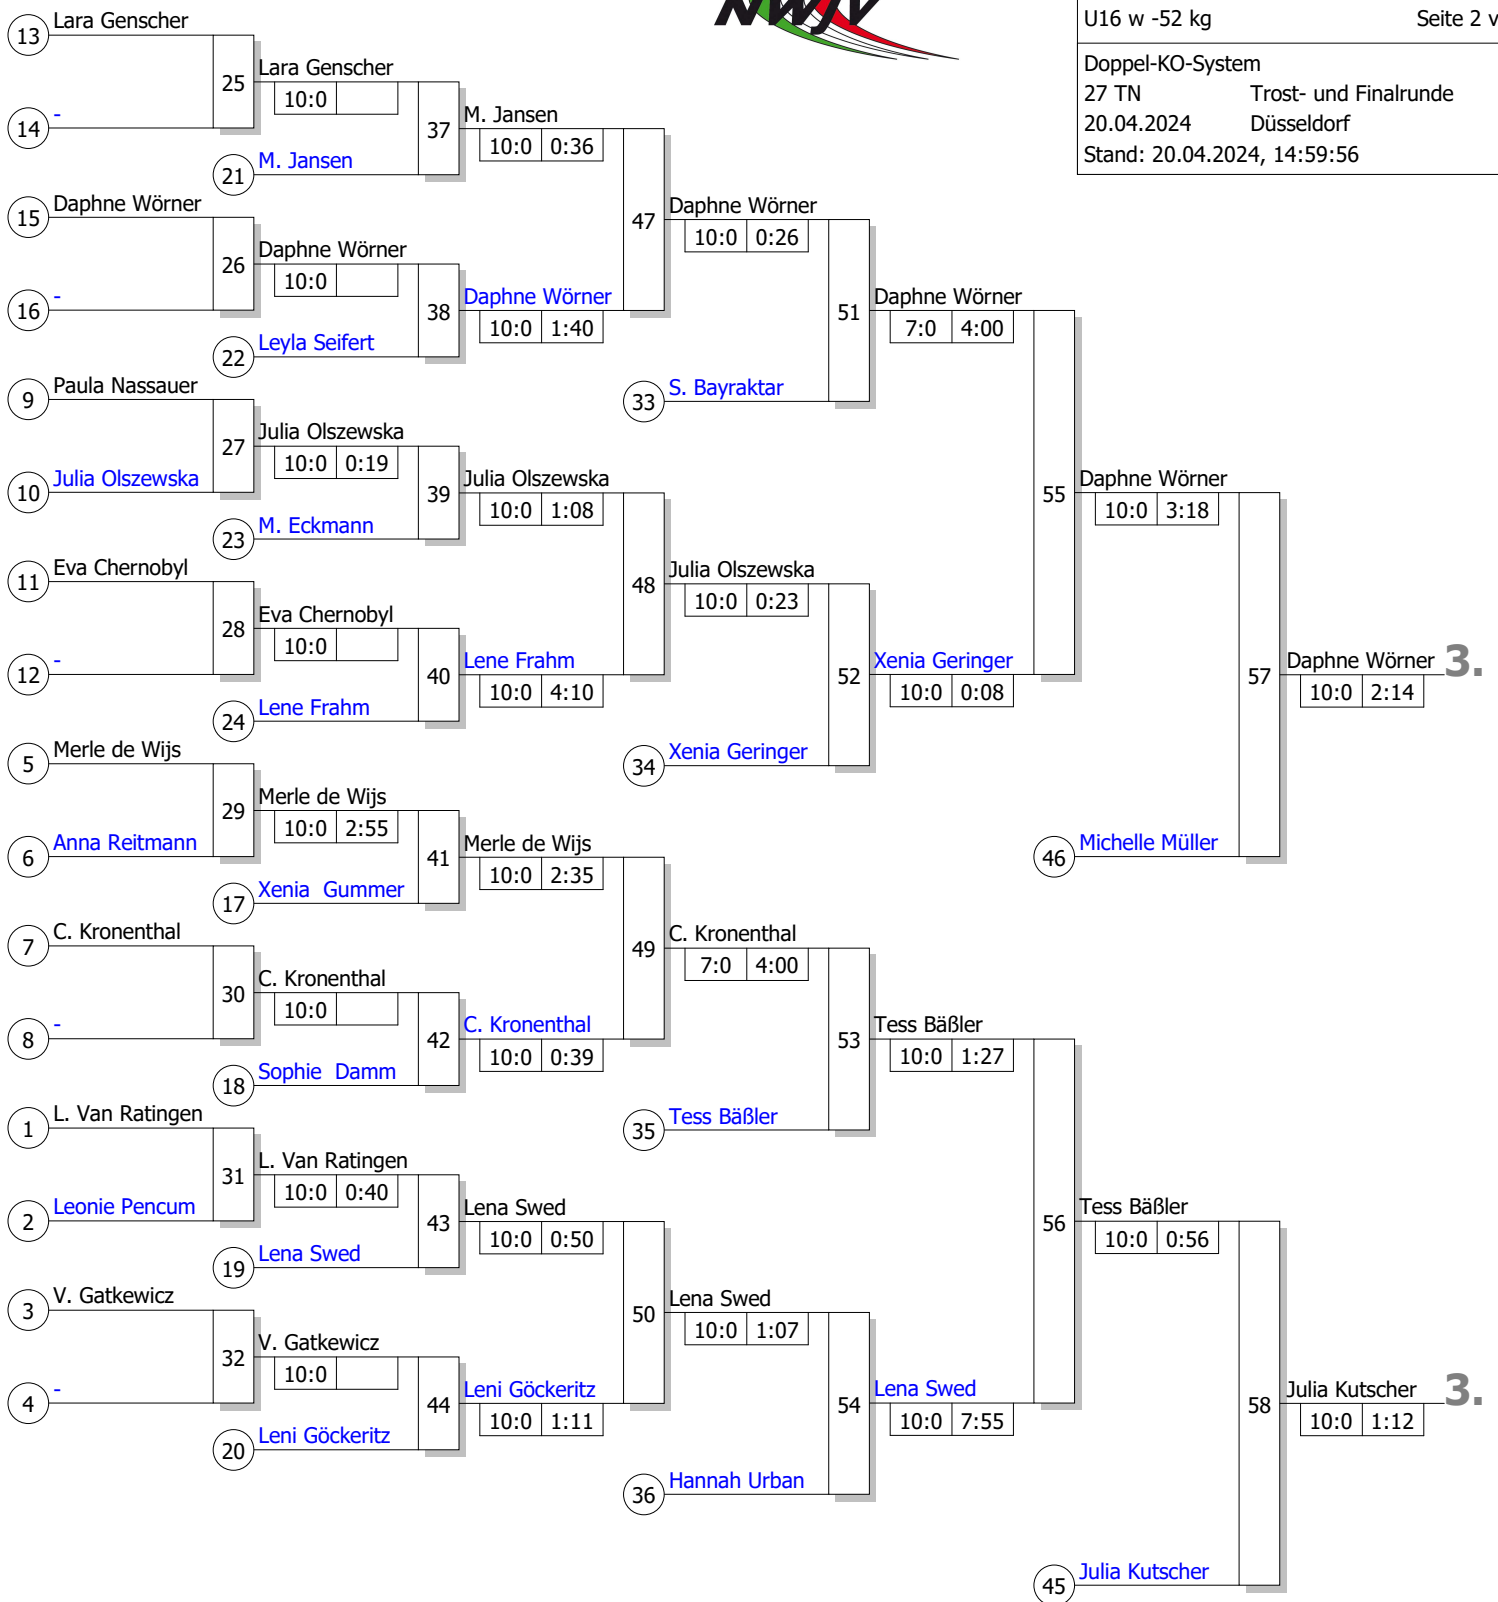 NWJV
U16 w -52 kg Seite 2 v
Doppel-KO-System
27 TN Trost- und Finalrunde
20.04.2024 Düsseldorf
Stand: 20.04.2024, 14:59:56
13 Lara Genscher
25 Lara Genscher
10:0
14 -
37 M. Jansen
10:0 0:36
21 M. Jansen
15 Daphne Wörner
47 Daphne Wörner
10:0 0:26
26 Daphne Wörner
10:0
16 -
38 Daphne Wörner
10:0 1:40
51 Daphne Wörner
7:0 4:00
22 Leyla Seifert
9 Paula Nassauer
33 S. Bayraktar
27 Julia Olszewska
10:0 0:19
10 Julia Olszewska
39 Julia Olszewska
10:0 1:08
55 Daphne Wörner
10:0 3:18
23 M. Eckmann
11 Eva Chernobyl
48 Julia Olszewska
10:0 0:23
28 Eva Chernobyl
10:0
12 -
40 Lene Frahm
10:0 4:10
52 Xenia Geringer
10:0 0:08
57 Daphne Wörner 3.
10:0 2:14
24 Lene Frahm
5 Merle de Wijs
34 Xenia Geringer
29 Merle de Wijs
10:0 2:55
6 Anna Reitmann
41 Merle de Wijs
10:0 2:35
46 Michelle Müller
17 Xenia Gummer
7 C. Kronenthal
49 C. Kronenthal
7:0 4:00
30 C. Kronenthal
10:0
8 -
42 C. Kronenthal
10:0 0:39
53 Tess Bäßler
10:0 1:27
18 Sophie Damm
1 L. Van Ratingen
35 Tess Bäßler
31 L. Van Ratingen
10:0 0:40
2 Leonie Pencum
43 Lena Swed
10:0 0:50
56 Tess Bäßler
10:0 0:56
19 Lena Swed
3 V. Gatkewicz
50 Lena Swed
10:0 1:07
32 V. Gatkewicz
10:0
4 -
44 Leni Göckeritz
10:0 1:11
54 Lena Swed
10:0 7:55
58 Julia Kutscher 3.
10:0 1:12
20 Leni Göckeritz
36 Hannah Urban
45 Julia Kutscher